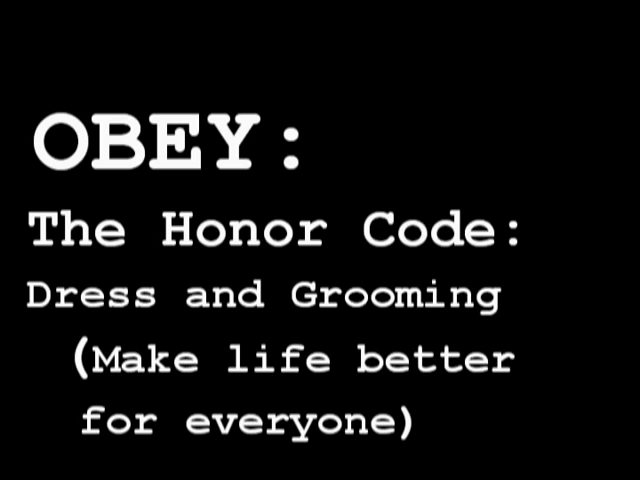 OBEY:
The Honor Code:
Dress and Grooming
(Make life better
for everyone)